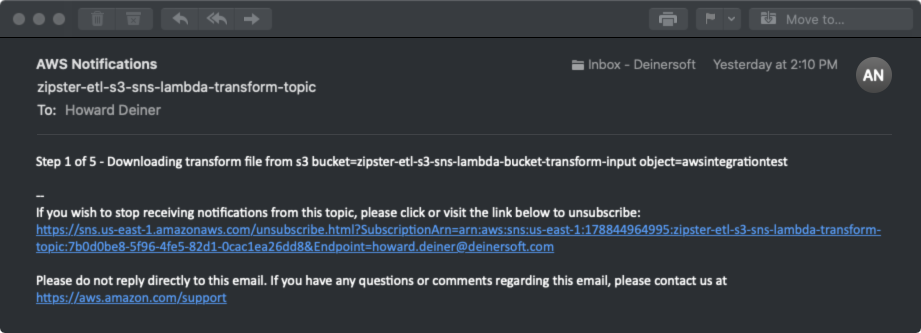 Move to...
AWS Notifications
Inbox - Deinersoft Yesterday at 2:10 PM
AN
zipster-etl-s3-sns-lambda-transform-topic
To: Howard Deiner
Step 1 of 5 - Downloading transform file from s3 bucket=zipster-etl-s3-sns-lambda-bucket-transform-input object=awsintegrationtest
--
If you wish to stop receiving notifications from this topic, please click or visit the link below to unsubscribe:
https://sns.us-east-1.amazonaws.com/unsubscribe.html?SubscriptionArn=arn:aws:sns:us-east-1:178844964995:zipster-etl-s3-sns-lambda-transform-
topic:7b0d0be8-5f96-4fe5-82d1-0cac1ea26dd8&Endpoint=howard.deiner@deinersoft.com
Please do not reply directly to this email. If you have any questions or comments regarding this email, please contact us at
https://aws.amazon.com/support